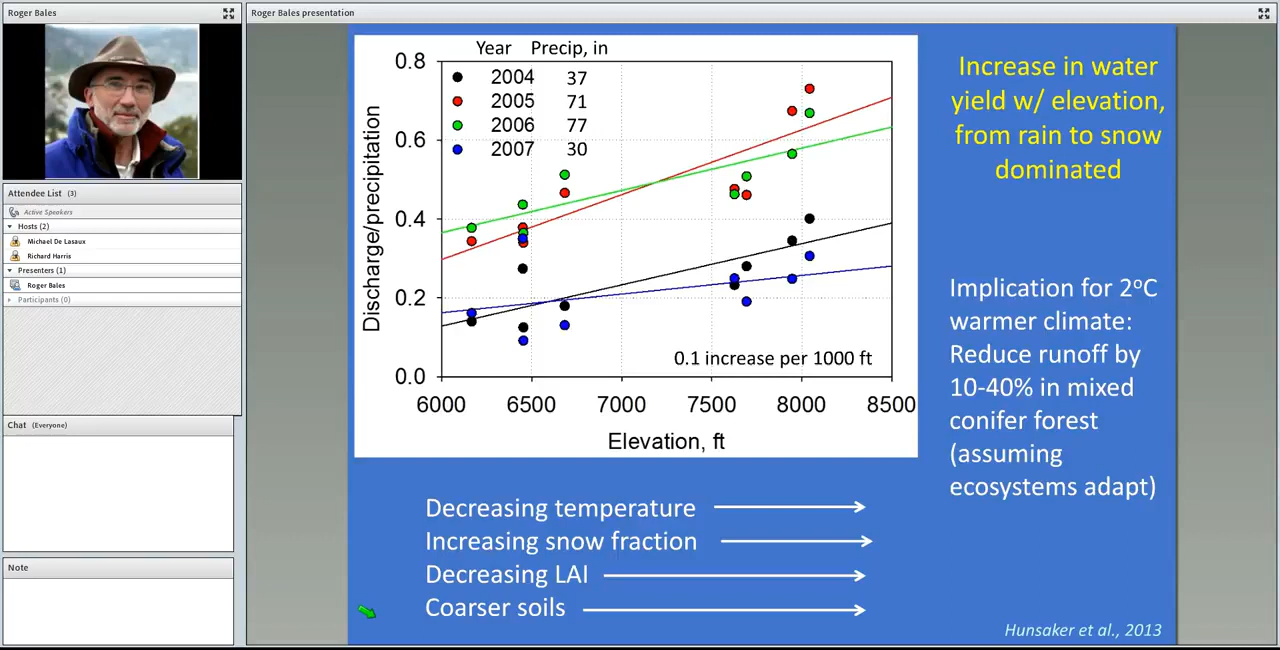 Roger Bales
Attendee List (3)
Active Speakers
Hosts (2)
Michael De Lasaux
Richard Harris
Presenters (1)
Roger Bales
Participants (0)
Chat (Everyone)
Note
Roger Bales presentation
Year Precip, in
2004 37
2005 71
2006 77
2007 30
0.8
0.6
0.4
0.2
0.0
Discharge/precipitation
0.1 increase per 1000 ft
6000 6500 7000 7500 8000 8500
Elevation, ft
Increase in water
yield w/ elevation,
from rain to snow
dominated
Implication for 2°C
warmer climate:
Reduce runoff by
10-40% in mixed
conifer forest
(assuming
ecosystems adapt)
Decreasing temperature
Increasing snow fraction
Decreasing LAI
Coarser soils
Hunsaker et al., 2013